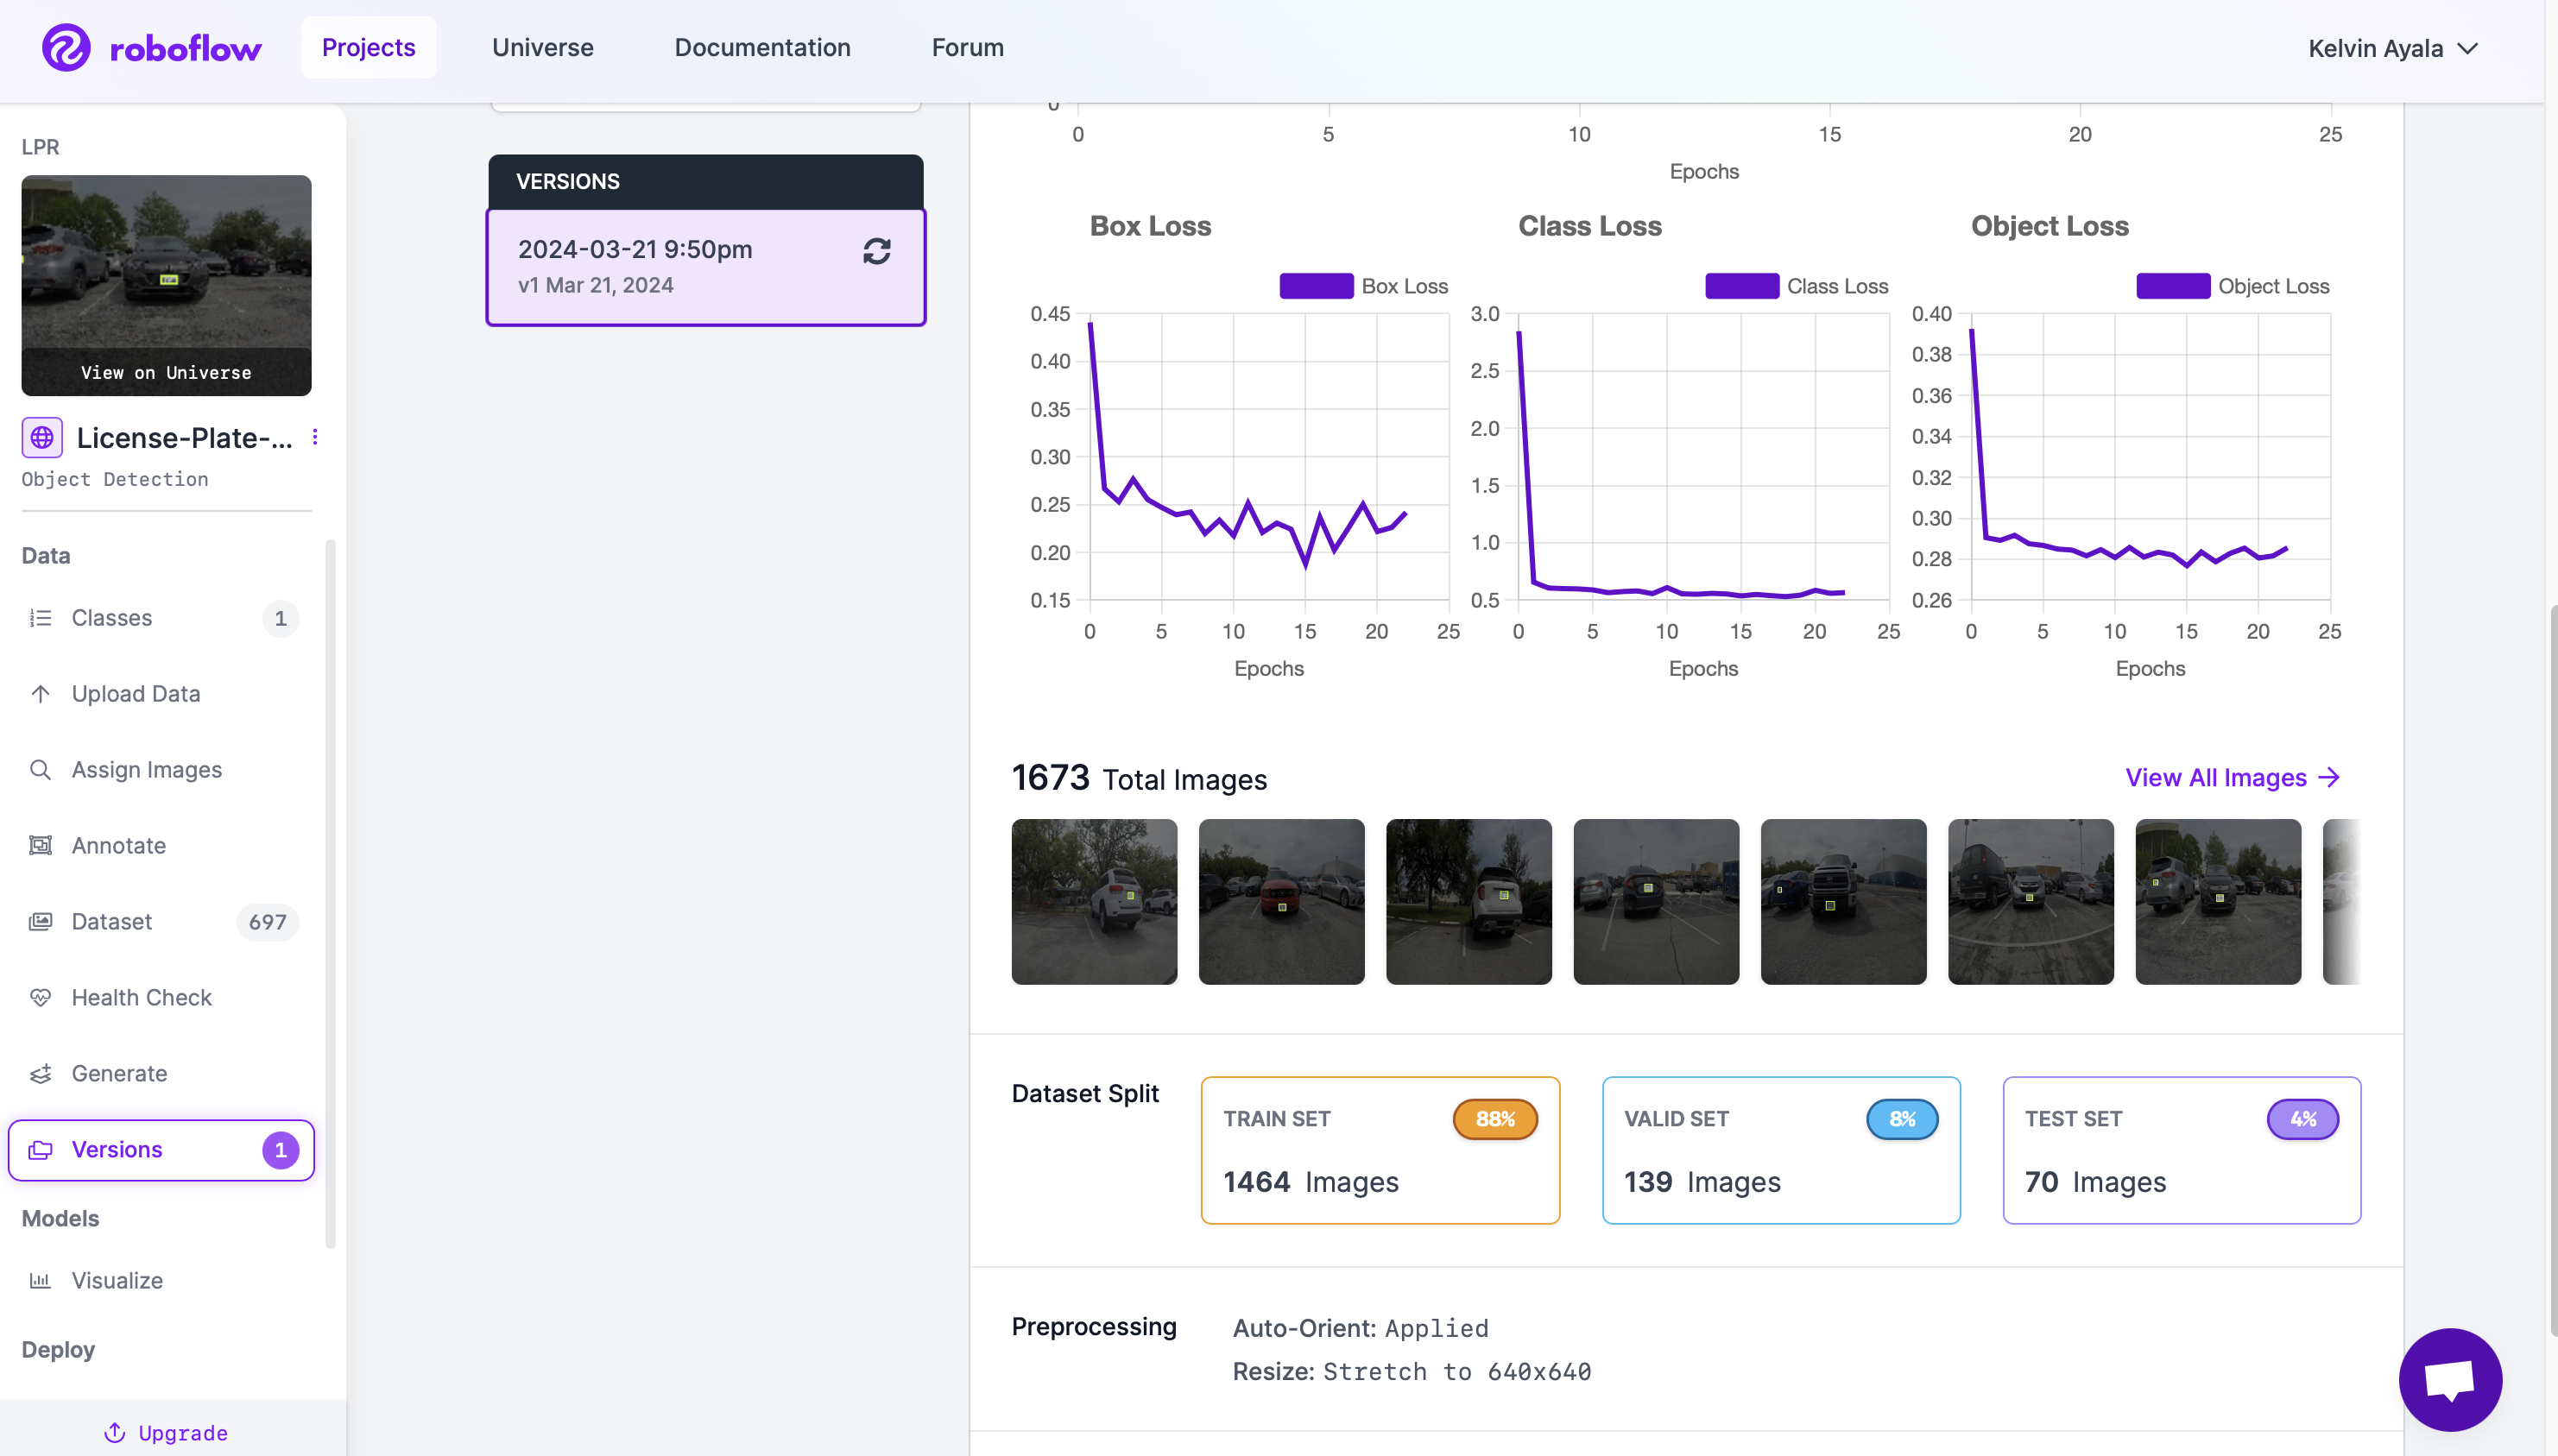 roboflow
Projects
Universe
Documentation
Forum
Kelvin Ayala
LPR
View on Universe
License-Plate-...
Object Detection
Data
Classes 1
Upload Data
Assign Images
Annotate
Dataset 697
Health Check
Generate
Versions 1
Models
Visualize
Deploy
Upgrade
VERSIONS
2024-03-21 9:50pm
v1 Mar 21, 2024
0
0 5 10 15 20 25
Epochs
Box Loss
Box Loss
0.45
0.40
0.35
0.30
0.25
0.20
0.15
0 5 10 15 20 25
Epochs
Class Loss
Class Loss
3.0
2.5
2.0
1.5
1.0
0.5
0 5 10 15 20 25
Epochs
Object Loss
Object Loss
0.40
0.38
0.36
0.34
0.32
0.30
0.28
0.26
0 5 10 15 20 25
Epochs
1673 Total Images
View All Images
Dataset Split
TRAIN SET 88%
1464 Images
VALID SET 8%
139 Images
TEST SET 4%
70 Images
Preprocessing
Auto-Orient: Applied
Resize: Stretch to 640x640